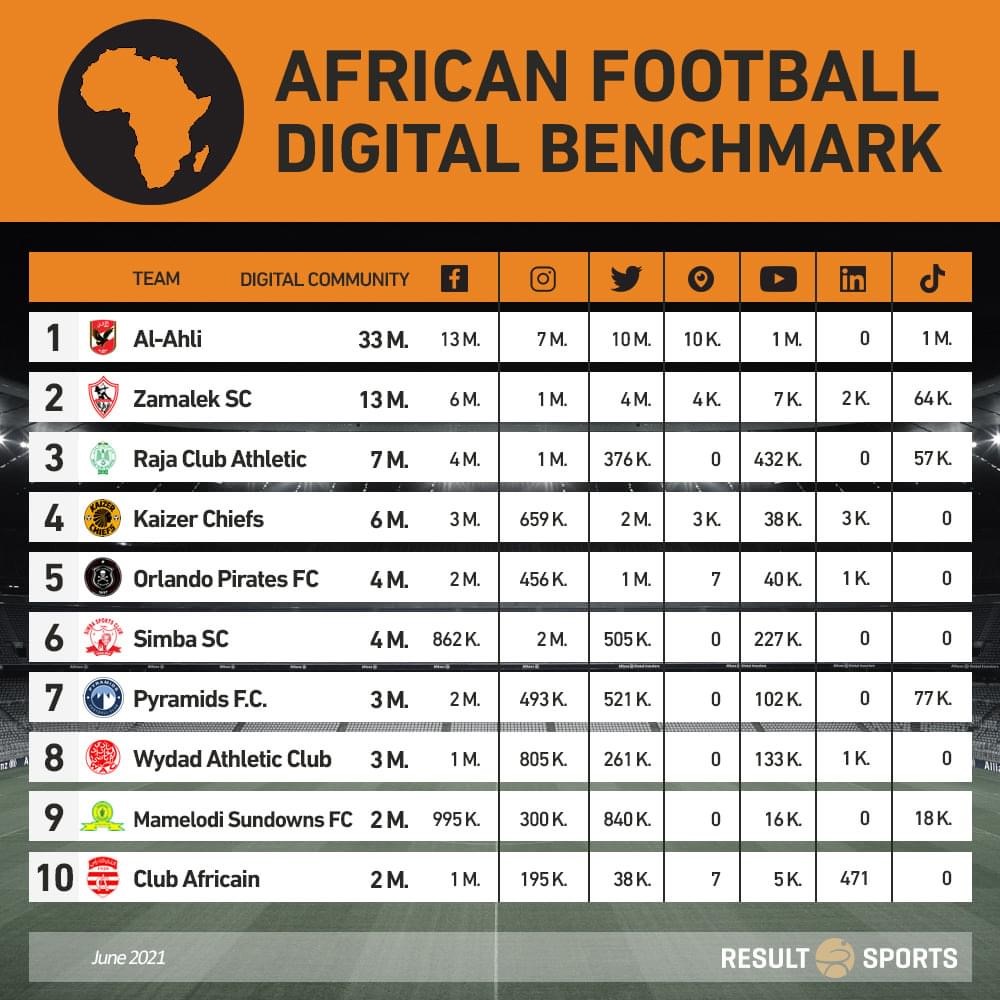 AFRICAN FOOTBALL
DIGITAL BENCHMARK
TEAM DIGITAL COMMUNITY
1 Al-Ahli 33 M. 13 M. 7 M. 10 M. 10 K. 1 M. 0 1 M.
2 Zamalek SC 13 M. 6 M. 1 M. 4 M. 4 K. 7 K. 2 K. 64 K.
3 Raja Club Athletic 7 M. 4 M. 1 M. 376 K. 0 432 K. 0 57 K.
4 Kaizer Chiefs 6 M. 3 M. 659 K. 2 M. 3 K. 38 K. 3 K. 0
KAIZER
CHIEFS
5 Orlando Pirates FC 4 M. 2 M. 456 K. 1 M. 7 40 K. 1 K. 0
6 Simba SC 4 M. 862 K. 2 M. 505 K. 0 227 K. 0 0
SIMBA SPORTS CLUB
7 Pyramids F.C. 3 M. 2 M. 493 K. 521 K. 0 102 K. 0 77 K.
PYRAMIDS
8 Wydad Athletic Club 3 M. 1 M. 805 K. 261 K. 0 133 K. 1 K. 0
9 Mamelodi Sundowns FC 2 M. 995 K. 300 K. 840 K. 0 16 K. 0 18 K.
10 Club Africain 2 M. 1 M. 195 K. 38 K. 7 5 K. 471 0
June 2021 RESULT SPORTS